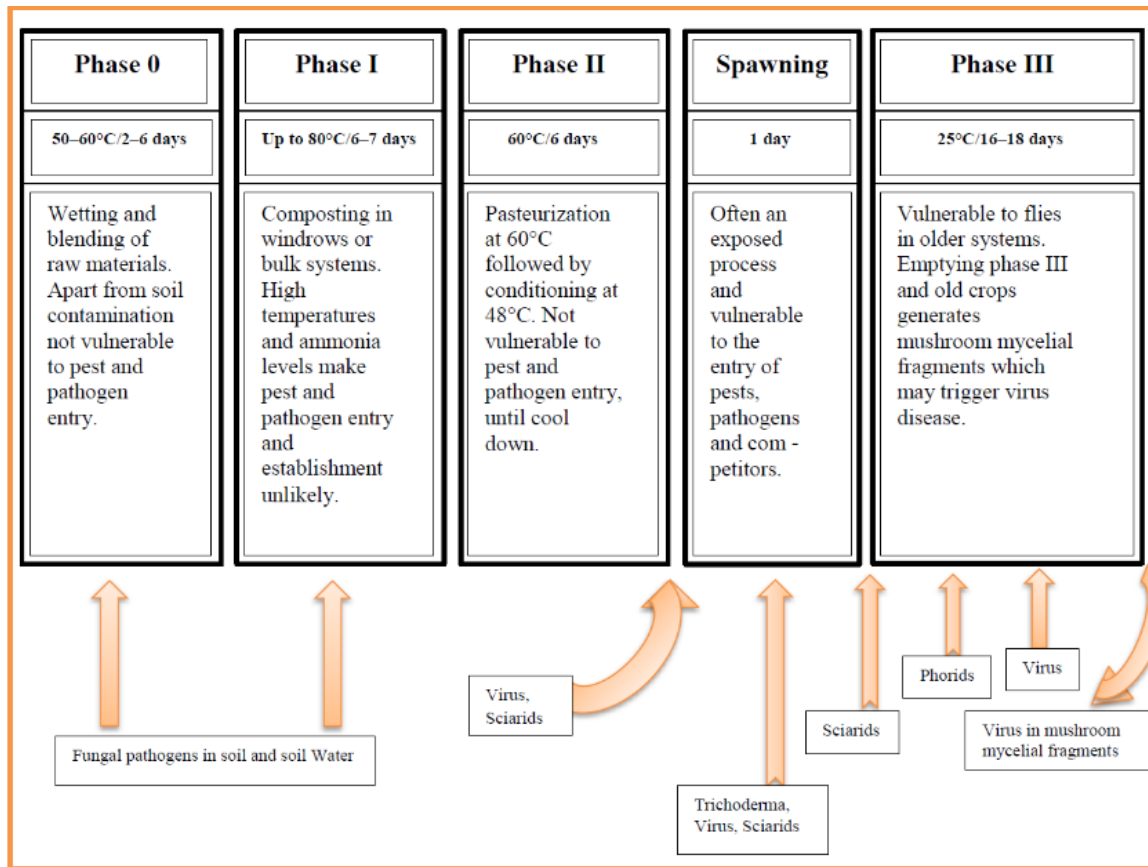 Phase 0
50–60°C/2–6 days
Wetting and
blending of
raw materials.
Apart from soil
contamination
not vulnerable
to pest and
pathogen
entry.
Phase I
Up to 80°C/6–7 days
Composting in
windrows or
bulk systems.
High
temperatures
and ammonia
levels make
pest and
pathogen entry
and
establishment
unlikely.
Phase II
60°C/6 days
Pasteurization
at 60°C
followed by
conditioning at
48°C. Not
vulnerable to
pest and
pathogen entry,
until cool
down.
Spawning
1 day
Often an
exposed
process
and
vulnerable
to the
entry of
pests,
pathogens
and com -
petitors.
Phase III
25°C/16–18 days
Vulnerable to flies
in older systems.
Emptying phase III
and old crops
generates
mushroom mycelial
fragments which
may trigger virus
disease.
Fungal pathogens in soil and soil Water
Virus,
Sciarids
Trichoderma,
Virus, Sciarids
Sciarids
Phorids
Virus
Virus in mushroom
mycelial fragments